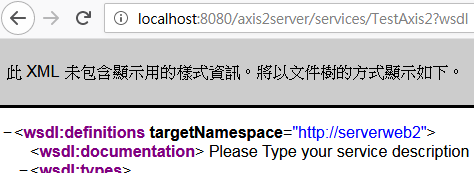 localhost:8080/axis2server/services/TestAxis2?wsdl
此 XML 未包含顯示用的樣式資訊。將以文件樹的方式顯示如下。
−<wsdl:definitions targetNamespace="http://serverweb2">
<wsdl:documentation> Please Type your service description
−<wsdl:types>